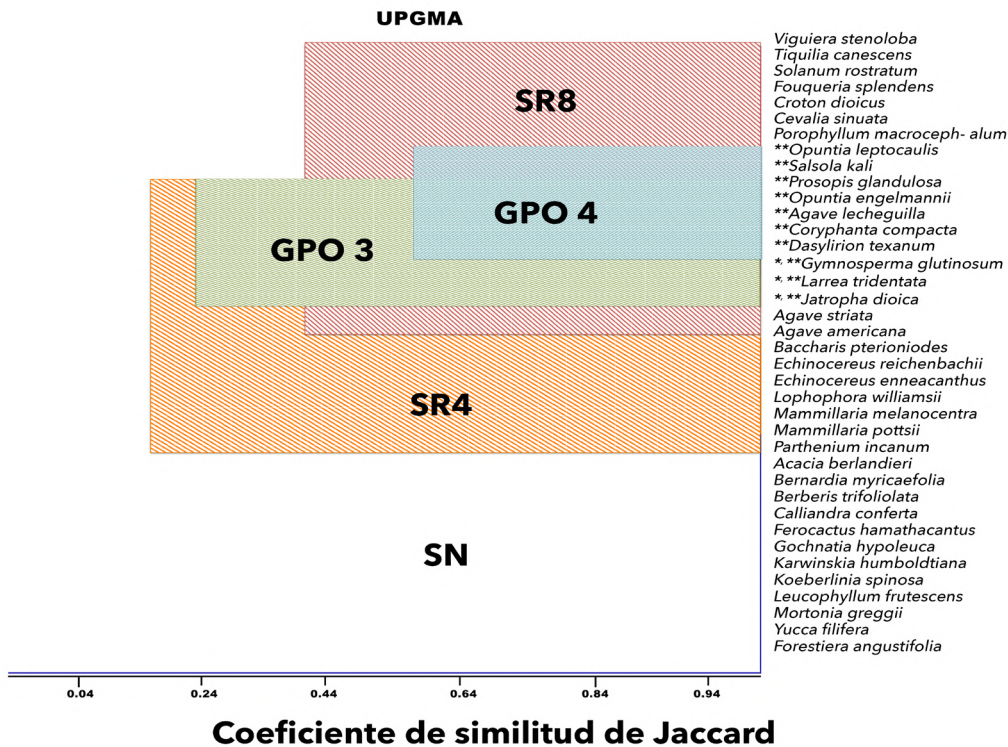 UPGMA
SR8
GPO 4
GPO 3
SR4
SN
Viguiera stenoloba
Tiquilia canescens
Solanum rostratum
Fouqueria splendens
Croton dioicus
Cevalia sinuata
Porophyllum macroceph- alum
**Opuntia leptocaulis
**Salsola kali
**Prosopis glandulosa
**Opuntia engelmannii
**Agave lecheguilla
**Coryphanta compacta
**Dasylirion texanum
*, **Gymnosperma glutinosum
*, **Larrea tridentata
*, **Jatropha dioica
Agave striata
Agave americana
Baccharis pterioniodes
Echinocereus reichenbachii
Echinocereus enneacanthus
Lophophora williamsii
Mammillaria melanocentra
Mammillaria pottsii
Parthenium incanum
Acacia berlandieri
Bernardia myricaefolia
Berberis trifoliolata
Calliandra conferta
Ferocactus hamathacantus
Gochnatia hypoleuca
Karwinskia humboldtiana
Koeberlinia spinosa
Leucophyllum frutescens
Mortonia greggii
Yucca filifera
Forestiera angustifolia
0.04 0.24 0.44 0.64 0.84 0.94
Coeficiente de similitud de Jaccard